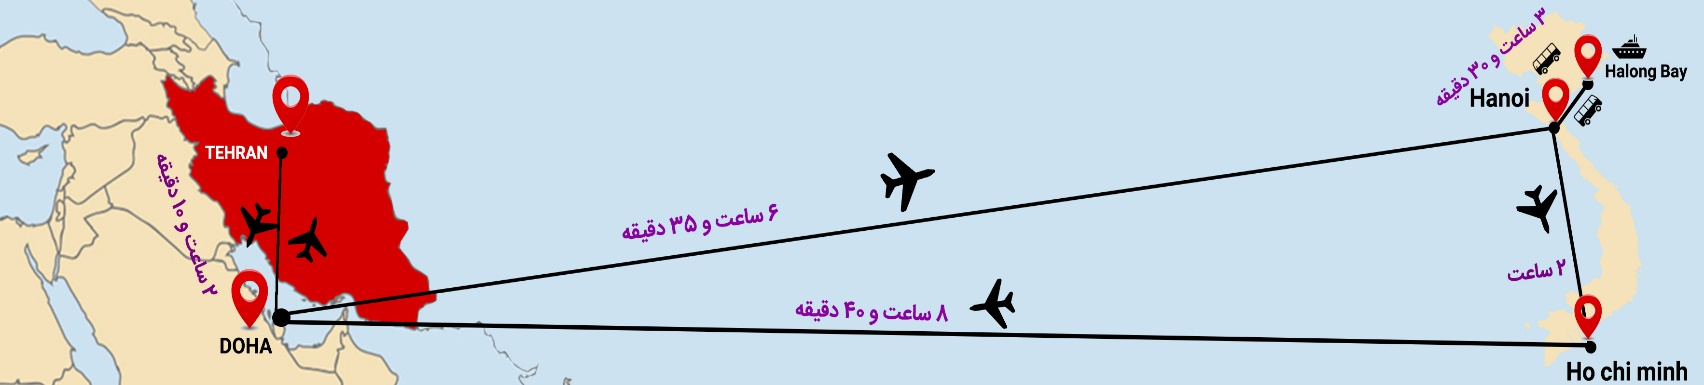 ۳ ساعت و ۳۰ دقیقه
Halong Bay
Hanoi
TEHRAN
۲ ساعت و ۱۰ دقیقه
۶ ساعت و ۳۵ دقیقه
۲ ساعت
۸ ساعت و ۴۰ دقیقه
DOHA
Ho chi minh